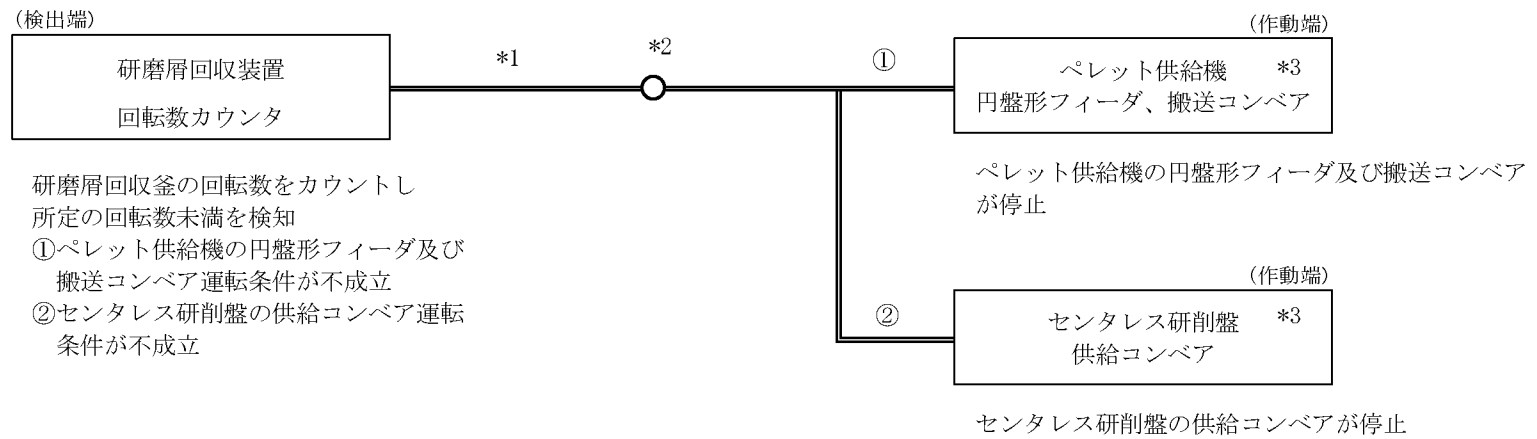 (検出端)
研磨屑回収装置
回転数カウンタ
*1
*2
①
(作動端)
ペレット供給機 *3
円盤形フィーダ、搬送コンベア
研磨屑回収釜の回転数をカウントし
所定の回転数未満を検知
①ペレット供給機の円盤形フィーダ及び
搬送コンベア運転条件が不成立
②センタレス研削盤の供給コンベア運転
条件が不成立
ペレット供給機の円盤形フィーダ及び搬送コンベア
が停止
②
(作動端)
センタレス研削盤 *3
供給コンベア
センタレス研削盤の供給コンベアが停止